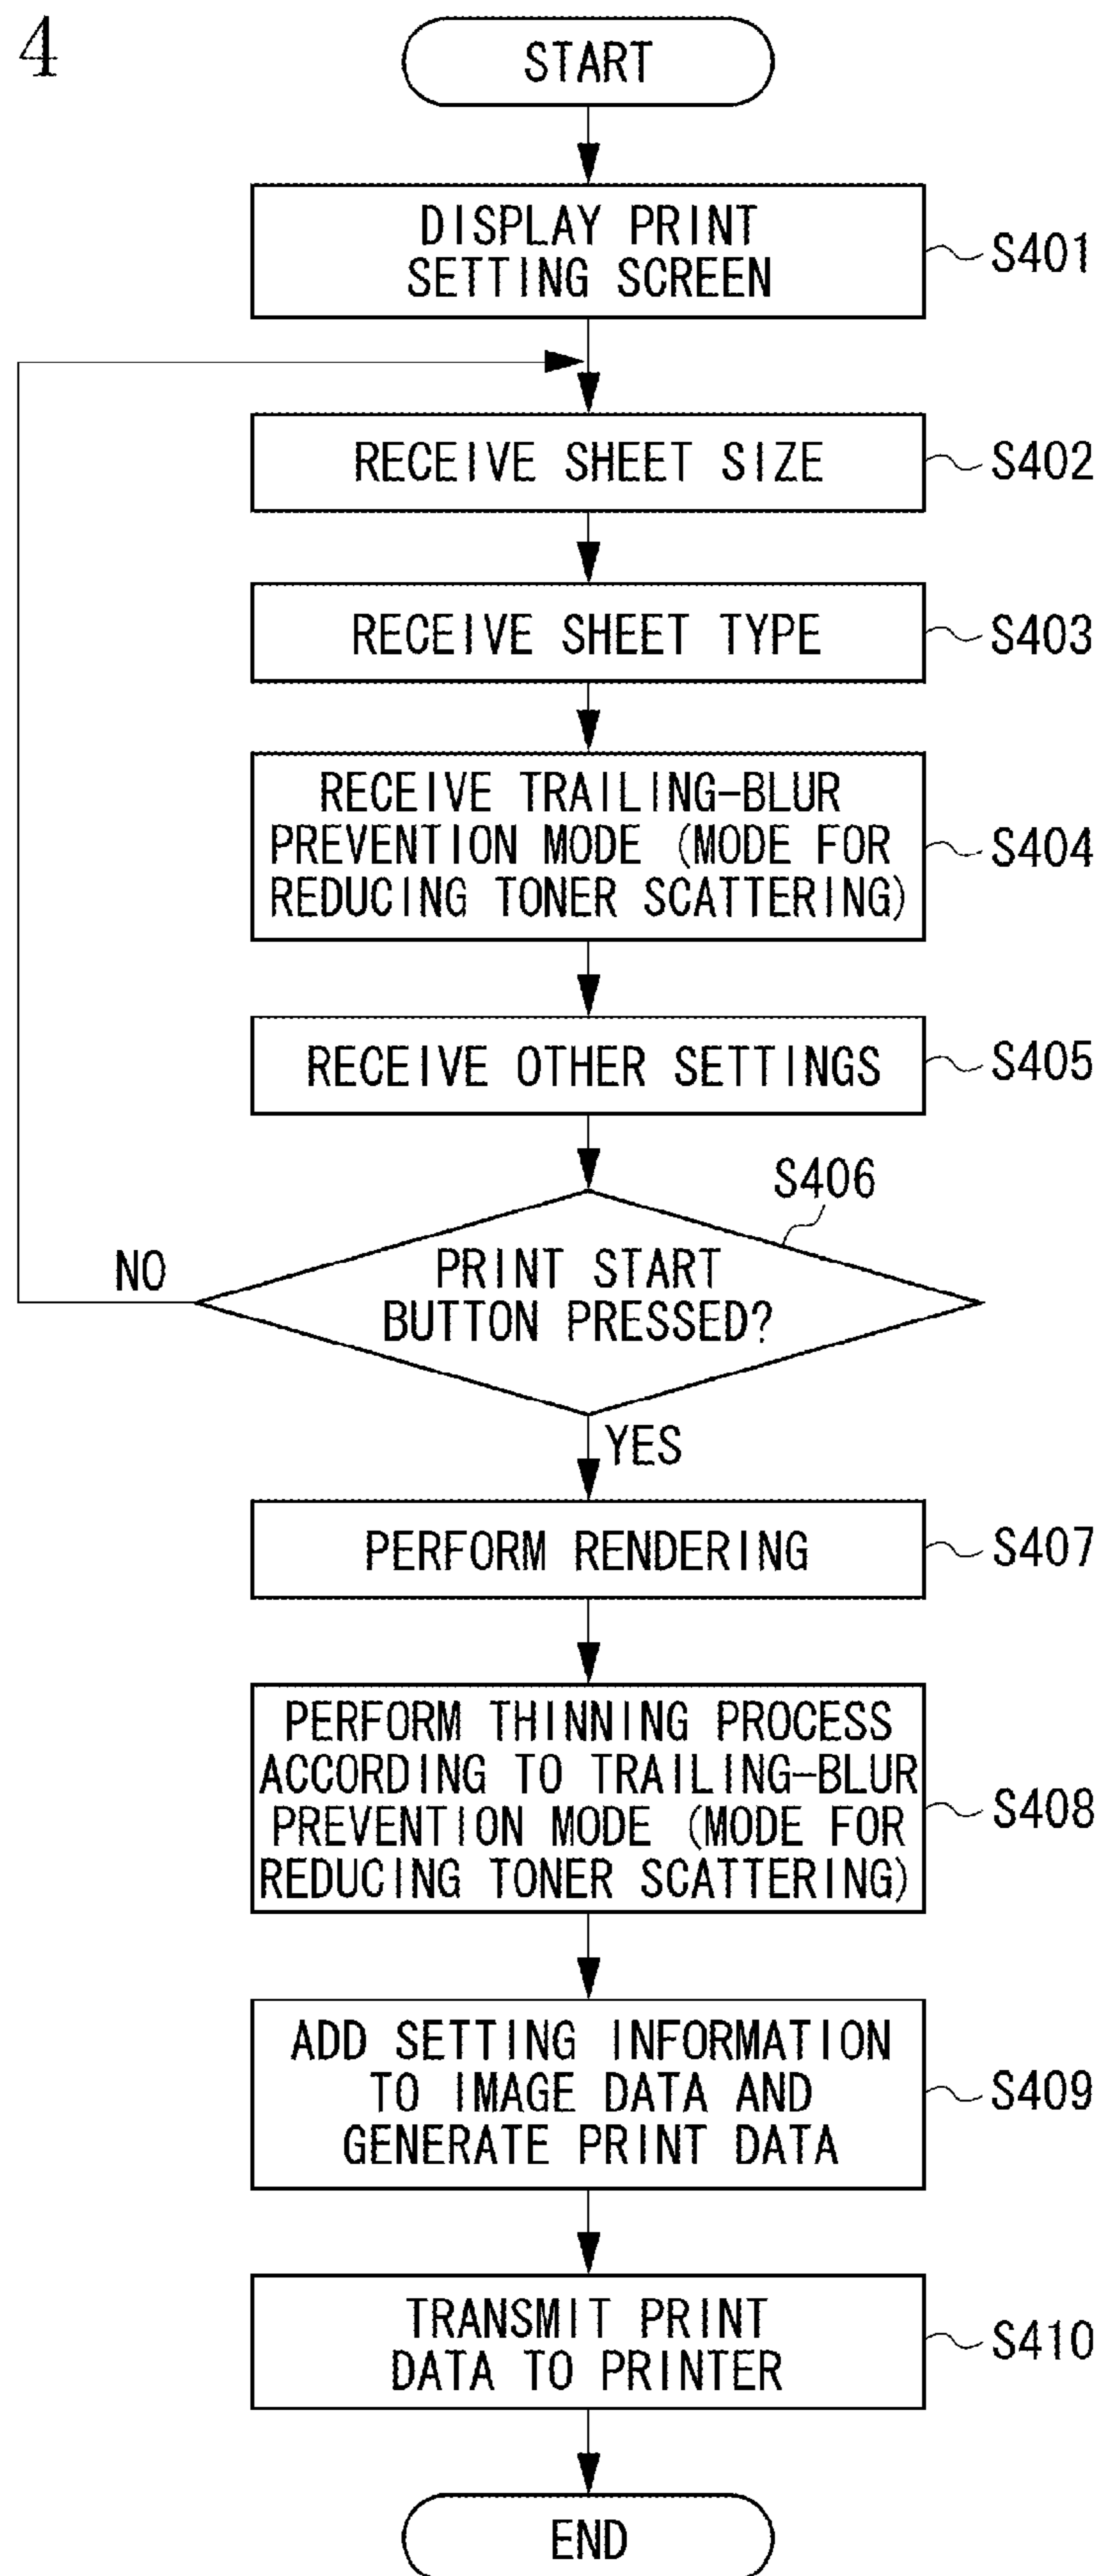 4
START
DISPLAY PRINT
SETTING SCREEN
S401
RECEIVE SHEET SIZE
S402
RECEIVE SHEET TYPE
S403
RECEIVE TRAILING-BLUR
PREVENTION MODE (MODE FOR
REDUCING TONER SCATTERING)
S404
RECEIVE OTHER SETTINGS
S405
S406
NO
PRINT START
BUTTON PRESSED?
YES
PERFORM RENDERING
S407
PERFORM THINNING PROCESS
ACCORDING TO TRAILING-BLUR
PREVENTION MODE (MODE FOR
REDUCING TONER SCATTERING)
S408
ADD SETTING INFORMATION
TO IMAGE DATA AND
GENERATE PRINT DATA
S409
TRANSMIT PRINT
DATA TO PRINTER
S410
END